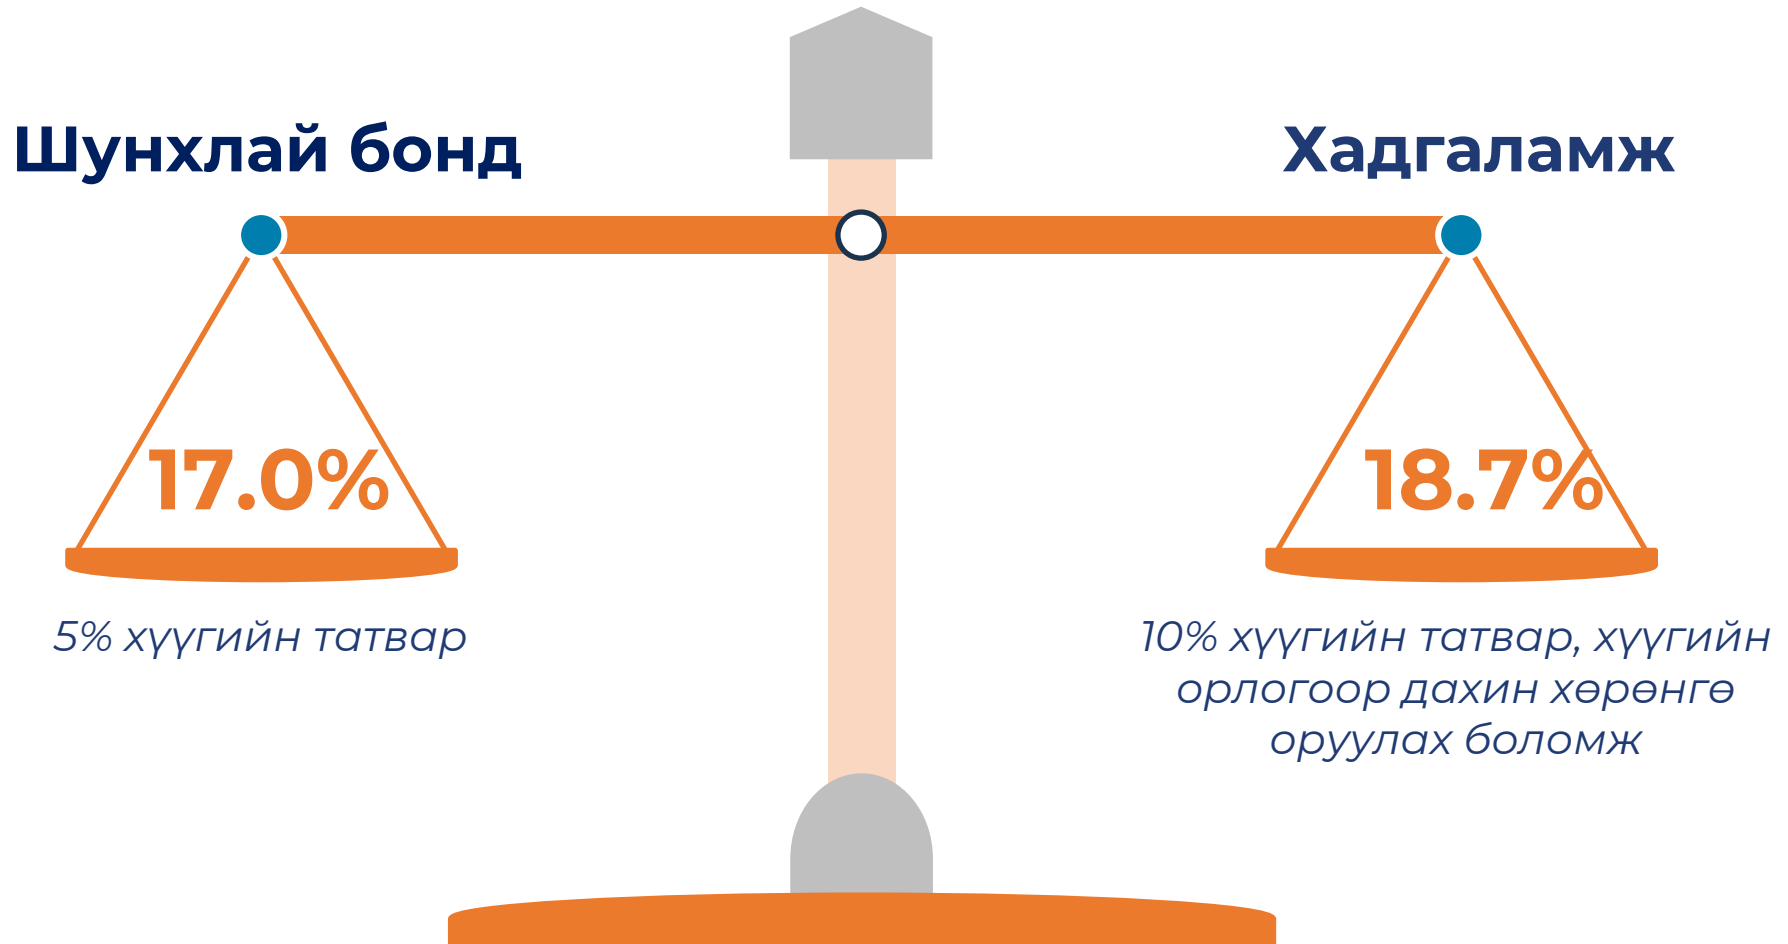 Шунхлай бонд
Хадгаламж
17.0%
18.7%
5% хүүгийн татвар
10% хүүгийн татвар, хүүгийн
орлогоор дахин хөрөнгө
оруулах боломж